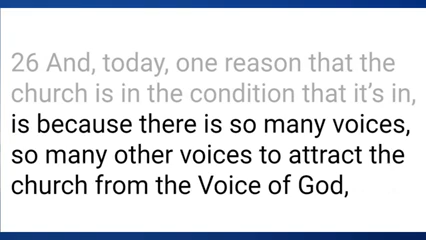 26 And, today, one reason that the
church is in the condition that it’s in,
is because there is so many voices,
so many other voices to attract the
church from the Voice of God,